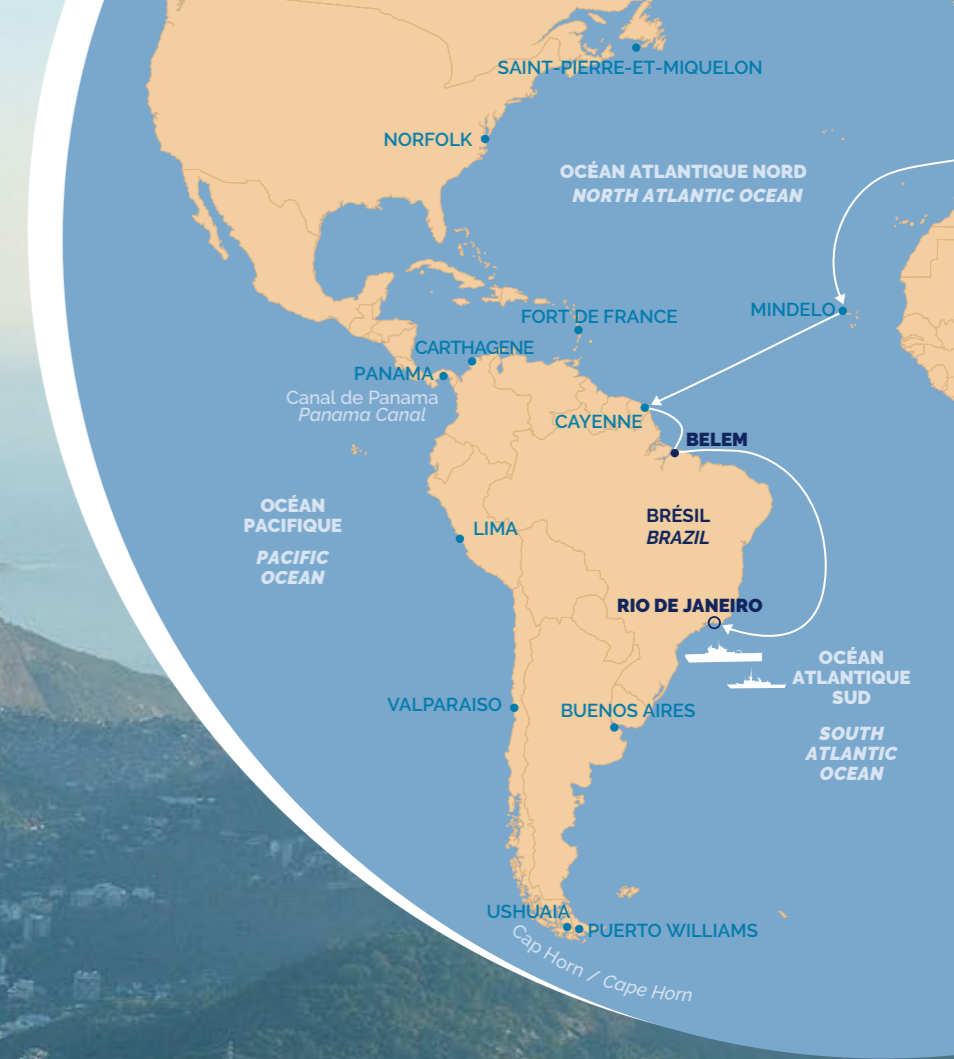 SAINT-PIERRE-ET-MIQUELON
NORFOLK
OCÉAN ATLANTIQUE NORD
NORTH ATLANTIC OCEAN
MINDELO
FORT DE FRANCE
CARTHAGENE
PANAMA
Canal de Panama
Panama Canal
CAYENNE
BELEM
OCÉAN
PACIFIQUE
PACIFIC
OCEAN
LIMA
BRÉSIL
BRAZIL
RIO DE JANEIRO
OCÉAN
ATLANTIQUE
SUD
SOUTH
ATLANTIC
OCEAN
VALPARAISO
BUENOS AIRES
USHUAIA
PUERTO WILLIAMS
Cap Horn / Cape Horn